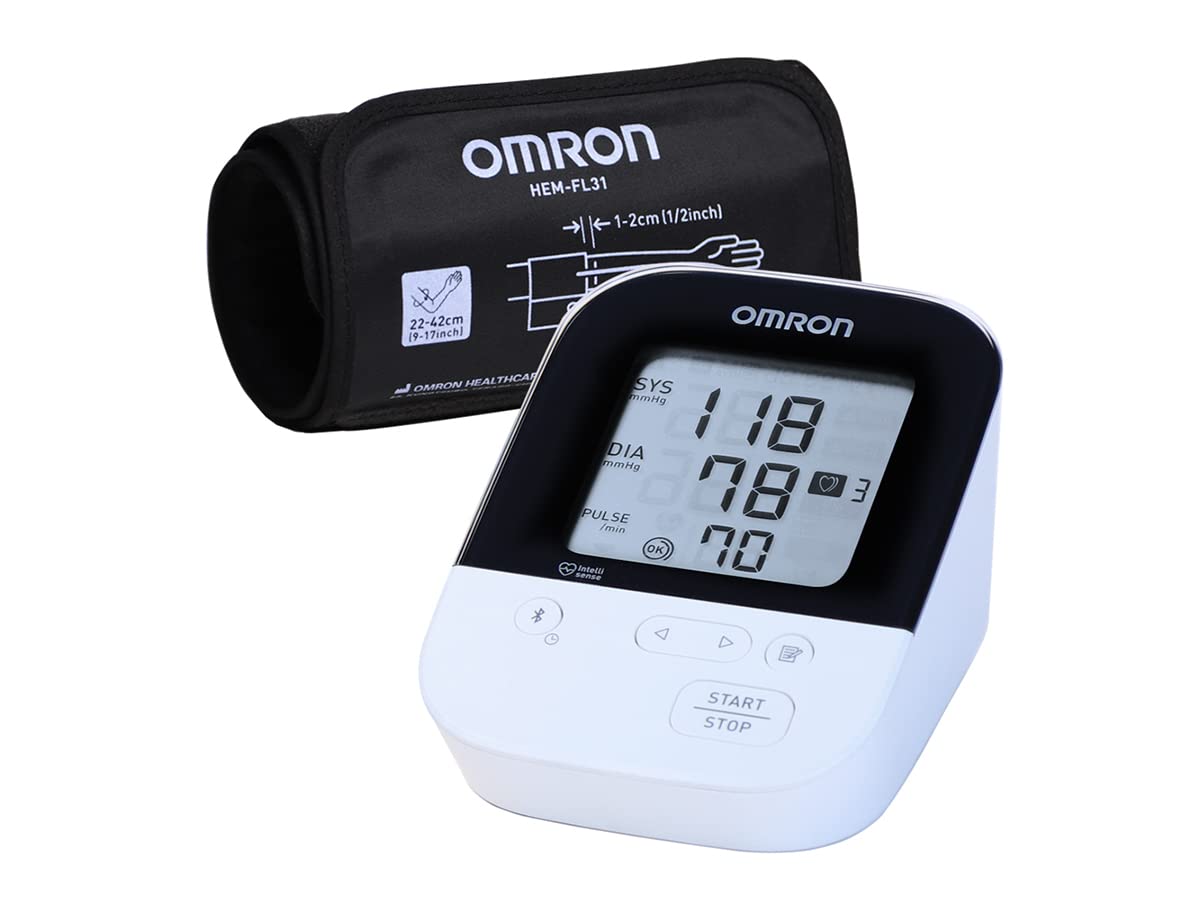 OMRON
HEM-FL31
1-2cm (1/2inch)
22-42cm
(9-17inch)
OMRON HEALTHCAR
OMRON
SYS
mmHg
118
DIA
mmHg
78
3
PULSE
/min
OK
70
Intelli
sense
START
STOP